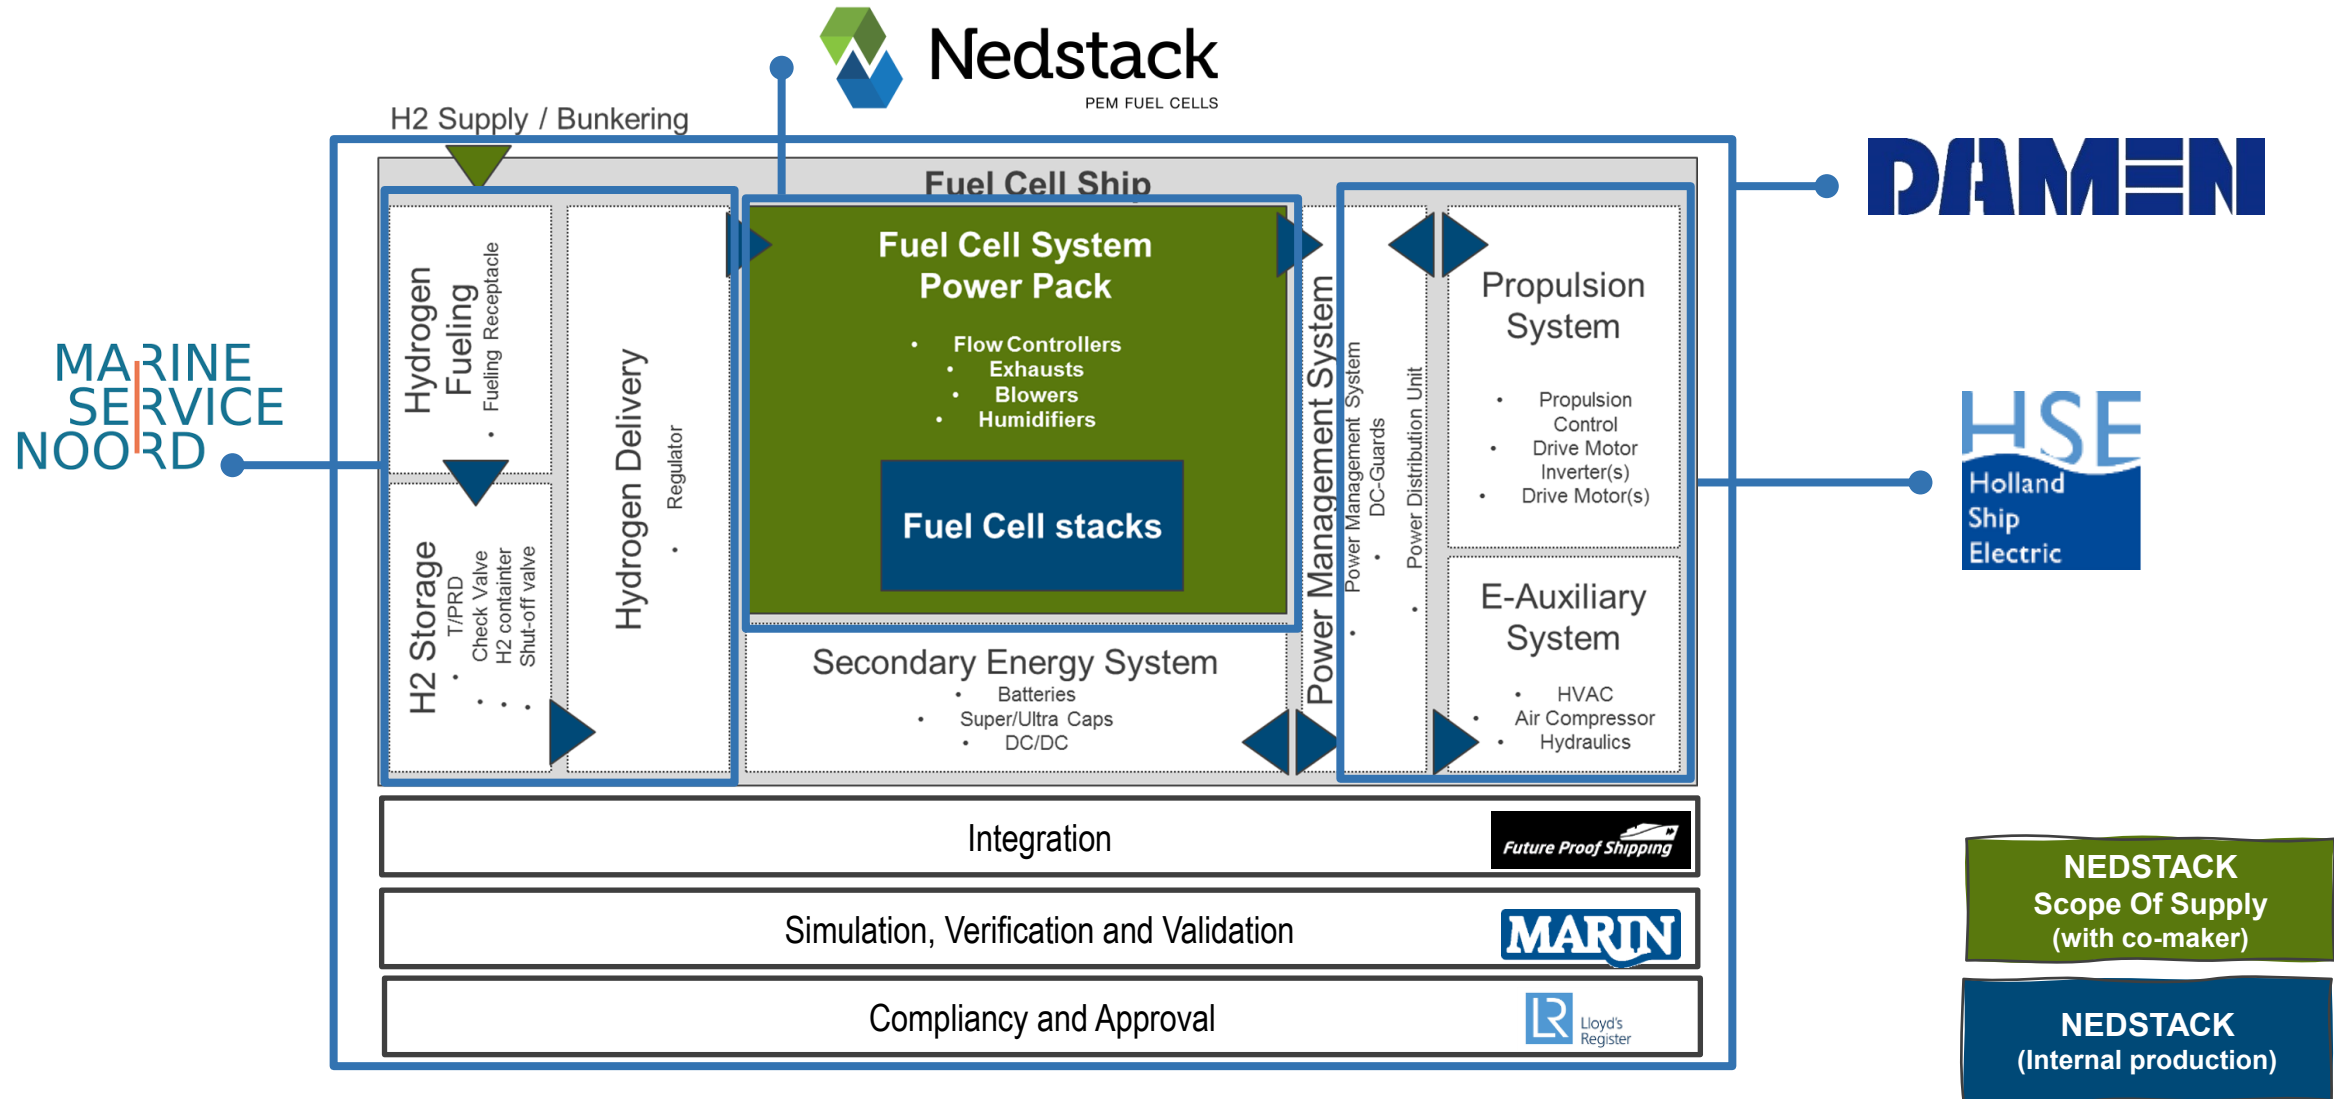 Nedstack
PEM FUEL CELLS
H2 Supply / Bunkering
DAMEN
Fuel Cell Ship
MARINE
SERVICE
NOORD
Hydrogen
Fueling
• Fueling Receptacle
H2 Storage
• T/PRD
• Check Valve
• H2 containter
• Shut-off valve
Hydrogen Delivery
• Regulator
Fuel Cell System
Power Pack
• Flow Controllers
• Exhausts
• Blowers
• Humidifiers
Fuel Cell stacks
Secondary Energy System
• Batteries
• Super/Ultra Caps
• DC/DC
Power Management System
• Power Management System
• DC-Guards
• Power Distribution Unit
Propulsion
System
• Propulsion
Control
• Drive Motor
Inverter(s)
• Drive Motor(s)
E-Auxiliary
System
• HVAC
• Air Compressor
• Hydraulics
HSE
Holland
Ship
Electric
Integration
Future Proof Shipping
Simulation, Verification and Validation
MARIN
Compliancy and Approval
LR
Lloyd's
Register
NEDSTACK
Scope Of Supply
(with co-maker)
NEDSTACK
(Internal production)